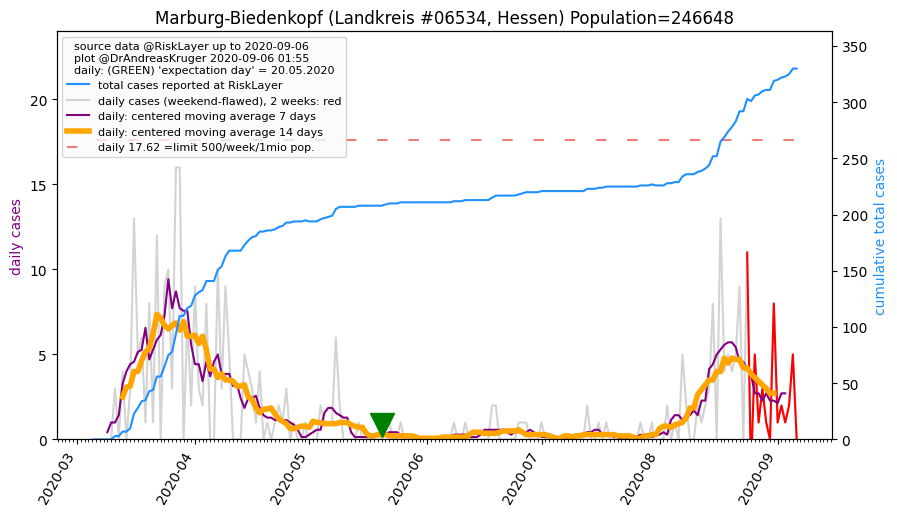 Marburg-Biedenkopf (Landkreis #06534, Hessen) Population=246648
source data @RiskLayer up to 2020-09-06
plot @DrAndreasKruger 2020-09-06 01:55
daily: (GREEN) 'expectation day' = 20.05.2020
total cases reported at RiskLayer
daily cases (weekend-flawed), 2 weeks: red
daily: centered moving average 7 days
daily: centered moving average 14 days
daily 17.62 =limit 500/week/1mio pop.
daily cases
20
15
10
5
0
cumulative total cases
350
300
250
200
150
100
50
0
2020-03
2020-04
2020-05
2020-06
2020-07
2020-08
2020-09